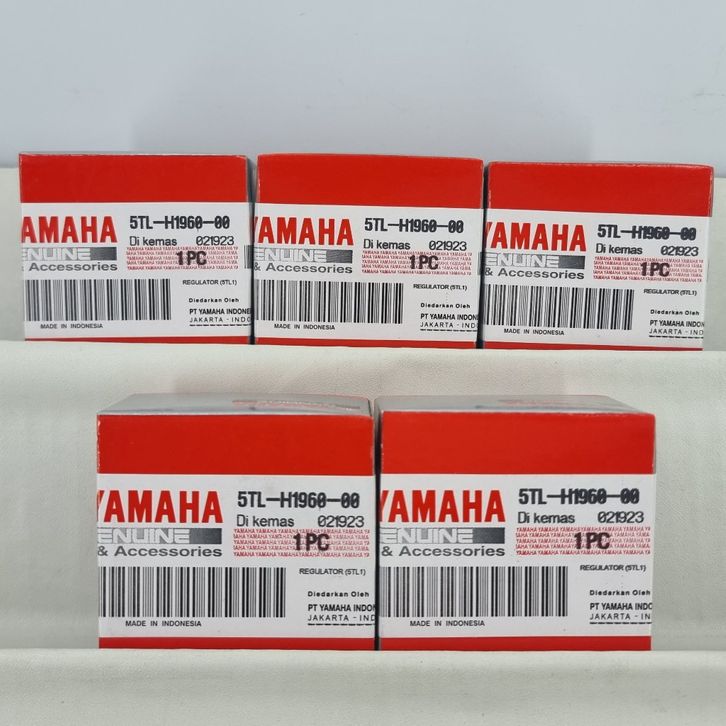 YAMAHA 5TL-H1960-00
GENUINE Di kemas 021923
& Accessories 1PC
REGULATOR (5TL1)
Diedarkan Oleh
PT YAMAHA INDONE
MADE IN INDONESIA JAKARTA - INDO
YAMAHA 5TL-H1960-00
GENUINE Di kemas 021923
& Accessories 1PC
REGULATOR (5TL1)
Diedarkan Oleh
PT YAMAHA INDONE
MADE IN INDONESIA JAKARTA - INDO
YAMAHA 5TL-H1960-00
GENUINE Di kemas 021923
& Accessories 1PC
REGULATOR (5TL1)
Diedarkan Oleh
PT YAMAHA INDONE
MADE IN INDONESIA JAKARTA - INDO
YAMAHA 5TL-H1960-00
GENUINE Di kemas 021923
& Accessories 1PC
REGULATOR (5TL1)
Diedarkan Oleh
PT YAMAHA INDO
MADE IN INDONESIA JAKARTA - IN
YAMAHA 5TL-H1960-00
GENUINE Di kemas 021923
& Accessories 1PC
REGULATOR (5TL1)
Diedarkan Oleh
PT YAMAHA INDO
MADE IN INDONESIA JAKARTA - IN